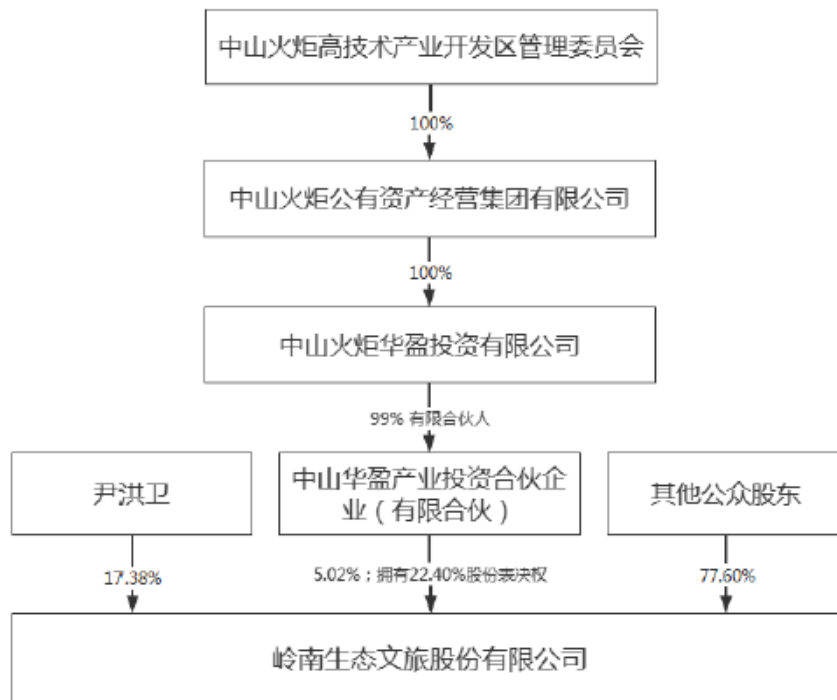 中山火炬高技术产业开发区管理委员会
100%
中山火炬公有资产经营集团有限公司
100%
中山火炬华盈投资有限公司
99% 有限合伙人
尹洪卫
中山华盈产业投资合伙企
业（有限合伙）
其他公众股东
17.38%
5.02%；拥有22.40%股份表决权
77.60%
岭南生态文旅股份有限公司